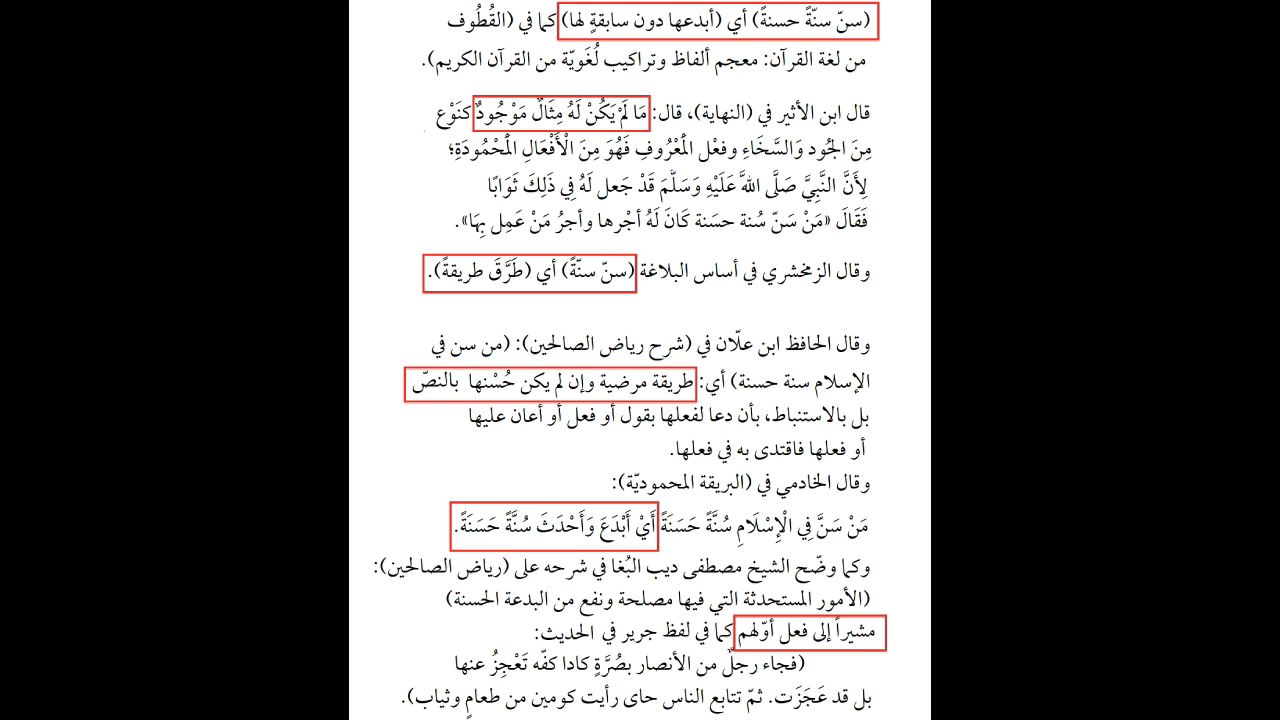 (سنّ سنّةً حسنةً) أي (أبدعها دون سابقةٍ لها) كما في (القُطُوف
من لغة القرآن: معجم ألفاظ وتراكيب لُغَويّة من القرآن الكريم).
قال ابن الأثير في (النهاية)، قال: مَا لَمْ يَكُنْ لَهُ مِثَالٌ مَوْجُودٌ كنَوْع
مِنَ الجُود وَالسَّخَاءِ وفعْل المَعْرُوفِ فَهُوَ مِنَ الْأَفْعَالِ الْمَحْمُودَةِ؛
لِأَنَّ النَّبِيَّ صَلَّى اللهُ عَلَيْهِ وَسَلَّمَ قَدْ جَعل لَهُ فِي ذَلِكَ ثَوَابًا
فَقَالَ «مَنْ سَنّ سُنة حسَنة كَانَ لَهُ أجْرها وأجرُ مَنْ عَمِل بِهَا».
وقال الزمخشري في أساس البلاغة (سنّ سنّةً) أي (طَرَّقَ طريقةً).
وقال الحافظ ابن علّان في (شرح رياض الصالحين): (من سن في
الإسلام سنة حسنة) أي: طريقة مرضية وإن لم يكن حُسْنها بالنصّ
بل بالاستنباط، بأن دعا لفعلها بقول أو فعل أو أعان عليها
أو فعلها فاقتدى به في فعلها.
وقال الخادمي في (البريقة المحموديّة):
مَنْ سَنَّ فِي الْإِسْلَامِ سُنَّةً حَسَنَةً أَيْ أَبْدَعَ وَأَحْدَثَ سُنَّةً حَسَنَةً.
وكما وضّح الشيخ مصطفى ديب البُغا في شرحه على (رياض الصالحين):
(الأمور المستحدثة التي فيها مصلحة ونفع من البدعة الحسنة)
مشيراً إلى فعل أوّلهم كما في لفظ جرير في الحديث:
(فجاء رجلٌ من الأنصار بصُرَّةٍ كادا كفّه تَعْجِزُ عنها
بل قد عَجَزَت. ثمّ تتابع الناس حاى رأيت كومين من طعامٍ وثياب).